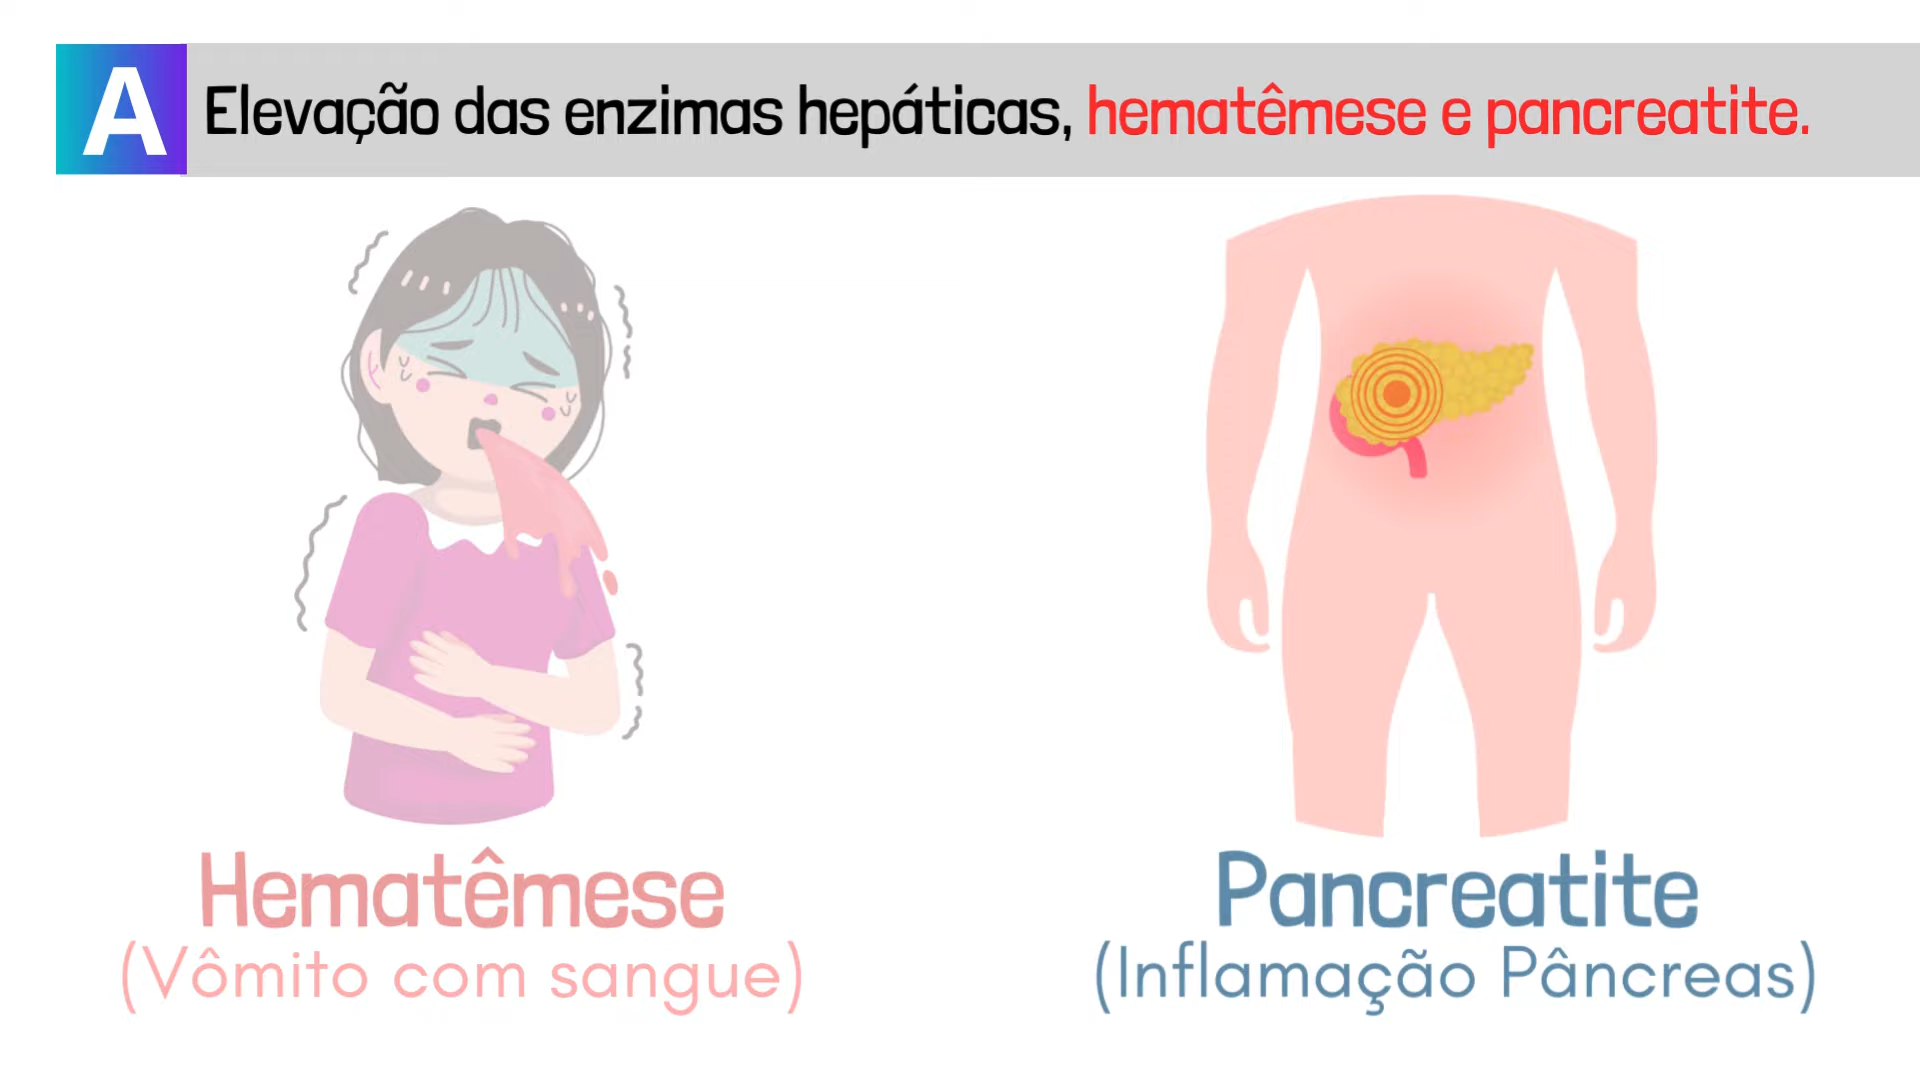 A Elevação das enzimas hepáticas, hematêmese e pancreatite.
Hematêmese
(Vômito com sangue)
Pancreatite
(Inflamação Pâncreas)